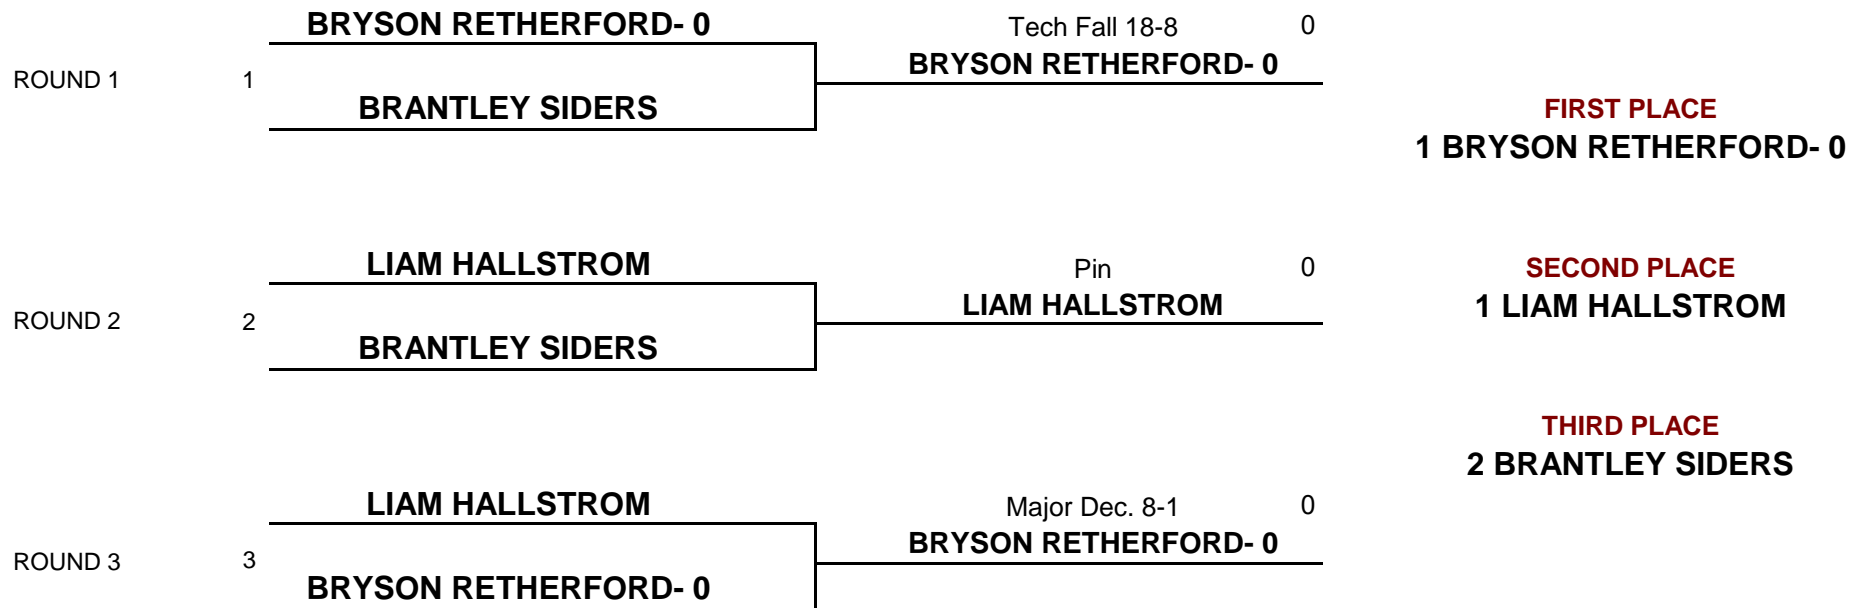 BRYSON RETHERFORD- 0
Tech Fall 18-8 0
BRYSON RETHERFORD- 0
ROUND 1 1
BRANTLEY SIDERS
FIRST PLACE
1 BRYSON RETHERFORD- 0
LIAM HALLSTROM
Pin 0
SECOND PLACE
LIAM HALLSTROM
1 LIAM HALLSTROM
ROUND 2 2
BRANTLEY SIDERS
THIRD PLACE
2 BRANTLEY SIDERS
LIAM HALLSTROM
Major Dec. 8-1 0
BRYSON RETHERFORD- 0
ROUND 3 3
BRYSON RETHERFORD- 0